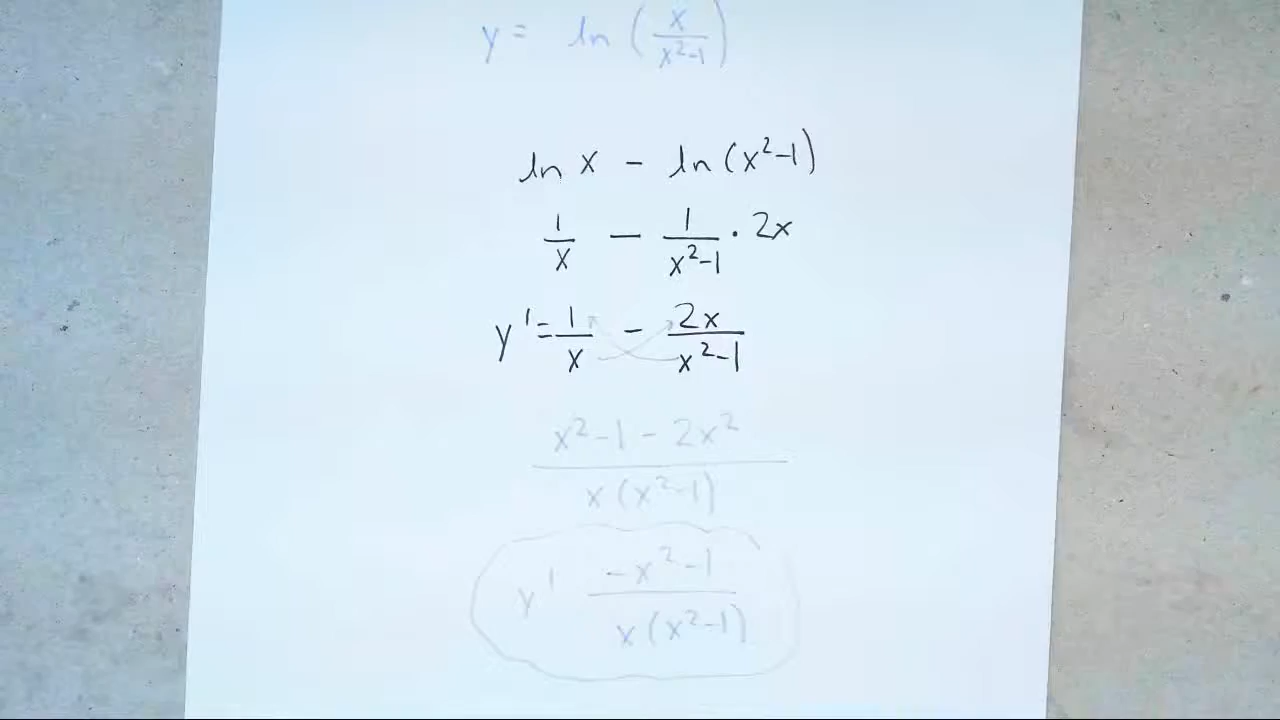 y = ln (x/(x²-1))
ln x - ln (x²-1)
1/x - 1/(x²-1) · 2x
y' = 1/x - 2x/(x²-1)
(x²-1-2x²)/(x(x²-1))
y' (-x²-1)/(x(x²-1))